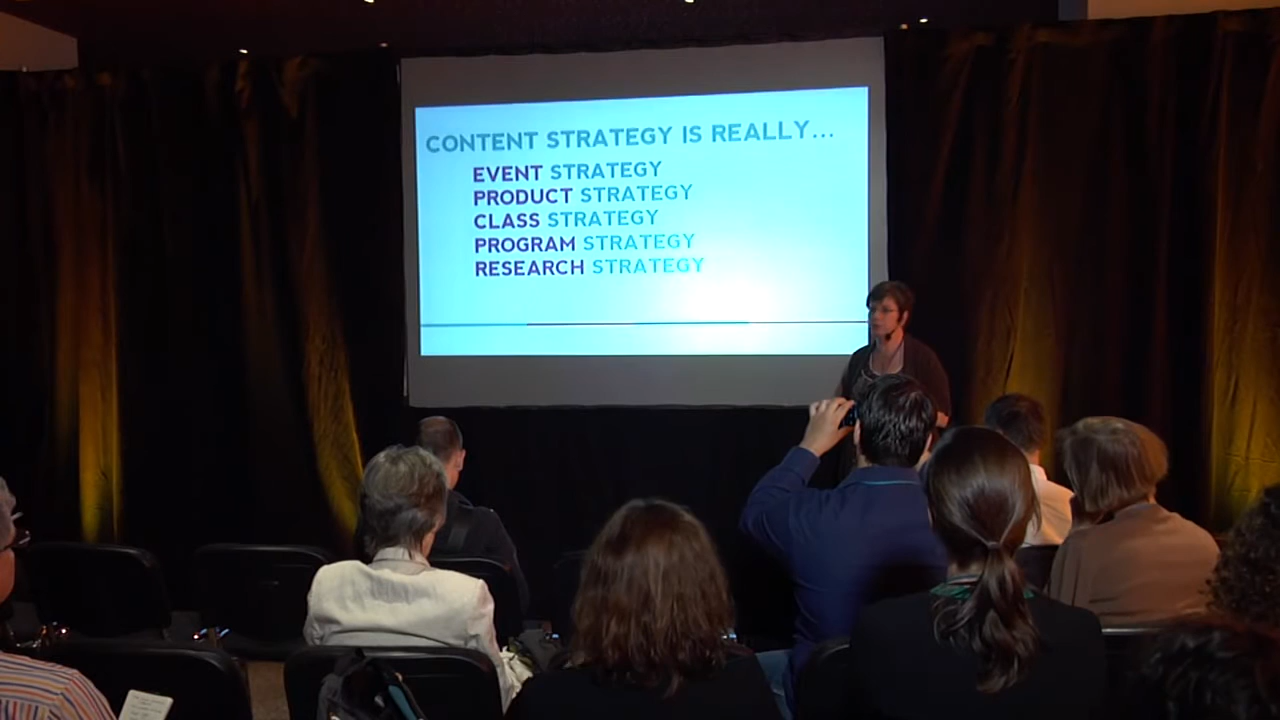 CONTENT STRATEGY IS REALLY...
EVENT STRATEGY
PRODUCT STRATEGY
CLASS STRATEGY
PROGRAM STRATEGY
RESEARCH STRATEGY